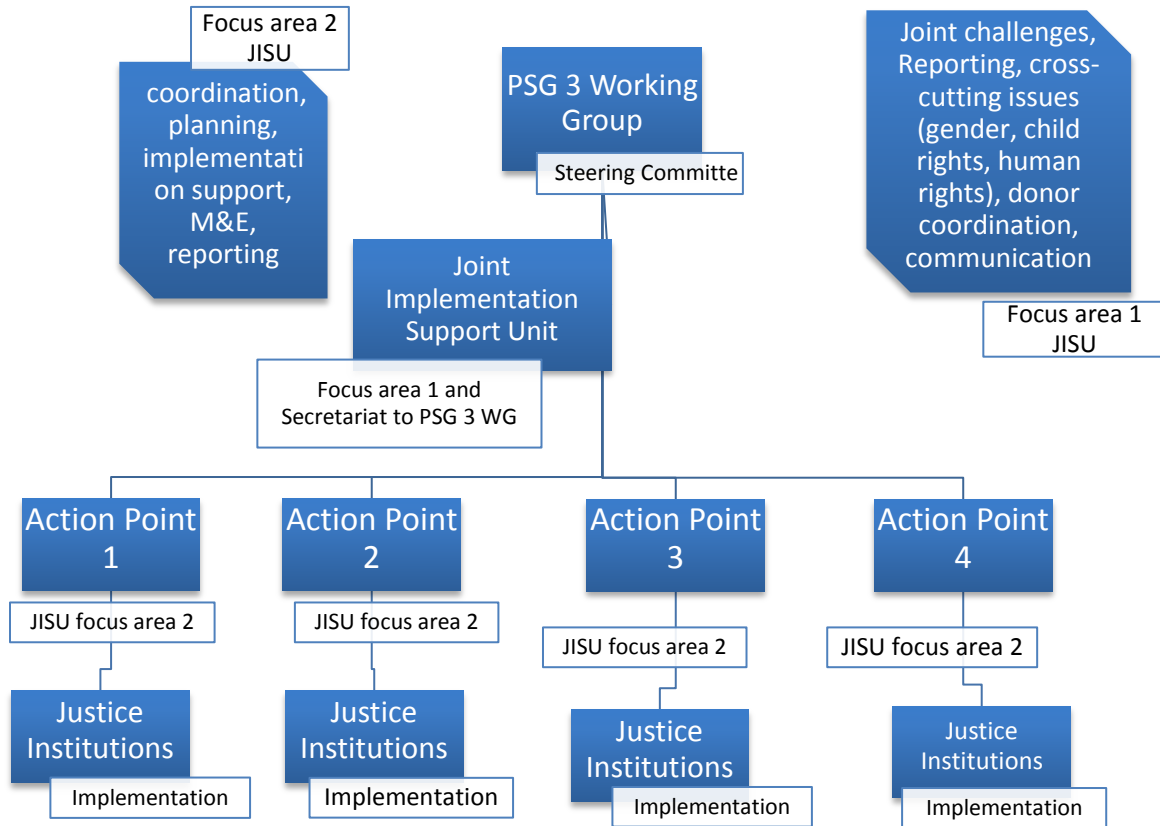 Focus area 2
JISU
coordination,
planning,
implementati
on support,
M&E,
reporting
PSG 3 Working
Group
Steering Committe
Joint challenges,
Reporting, cross-
cutting issues
(gender, child
rights, human
rights), donor
coordination,
communication
Focus area 1
JISU
Joint
Implementation
Support Unit
Focus area 1 and
Secretariat to PSG 3 WG
Action Point
1
JISU focus area 2
Justice
Institutions
Implementation
Action Point
2
JISU focus area 2
Justice
Institutions
Implementation
Action Point
3
JISU focus area 2
Justice
Institutions
Implementation
Action Point
4
JISU focus area 2
Justice
Institutions
Implementation